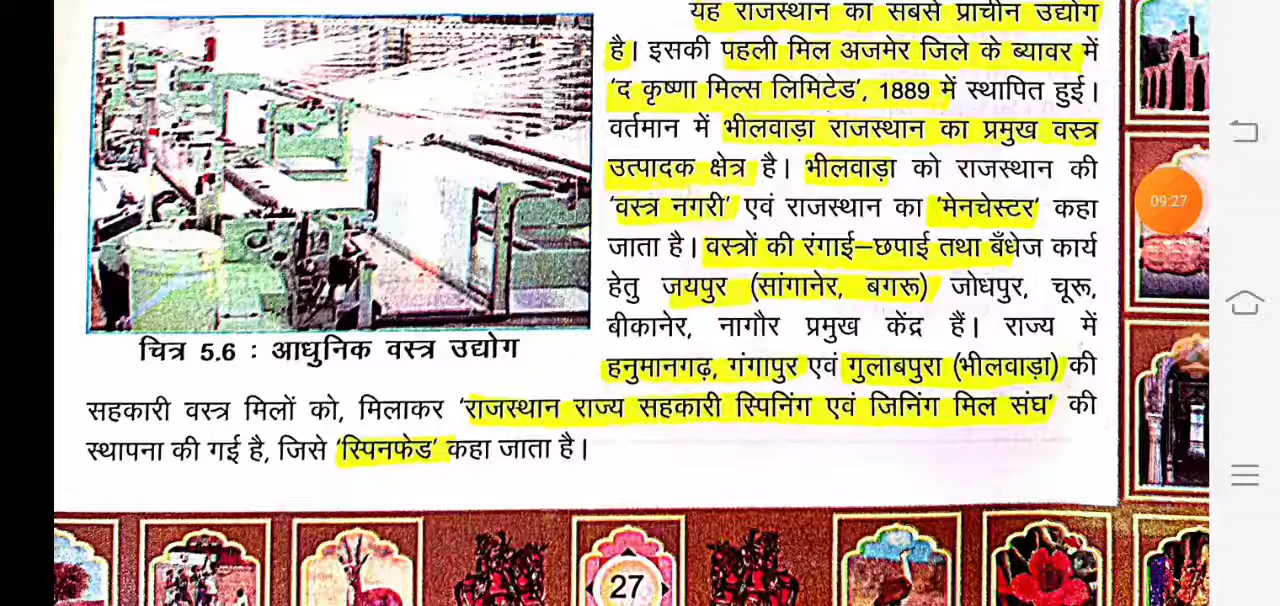 यह राजस्थान का सबसे प्राचीन उद्योग
है। इसकी पहली मिल अजमेर जिले के ब्यावर में
'द कृष्णा मिल्स लिमिटेड', 1889 में स्थापित हुई।
वर्तमान में भीलवाड़ा राजस्थान का प्रमुख वस्त्र
उत्पादक क्षेत्र है। भीलवाड़ा को राजस्थान की
'वस्त्र नगरी' एवं राजस्थान का 'मेनचेस्टर' कहा
जाता है। वस्त्रों की रंगाई–छपाई तथा बँधेज कार्य
हेतु जयपुर (सांगानेर, बगरू) जोधपुर, चूरू,
बीकानेर, नागौर प्रमुख केंद्र हैं। राज्य में
हनुमानगढ़, गंगापुर एवं गुलाबपुरा (भीलवाड़ा) की
सहकारी वस्त्र मिलों को, मिलाकर 'राजस्थान राज्य सहकारी स्पिनिंग एवं जिनिंग मिल संघ' की
स्थापना की गई है, जिसे 'स्पिनफेड' कहा जाता है।
चित्र 5.6 : आधुनिक वस्त्र उद्योग
27
09:27